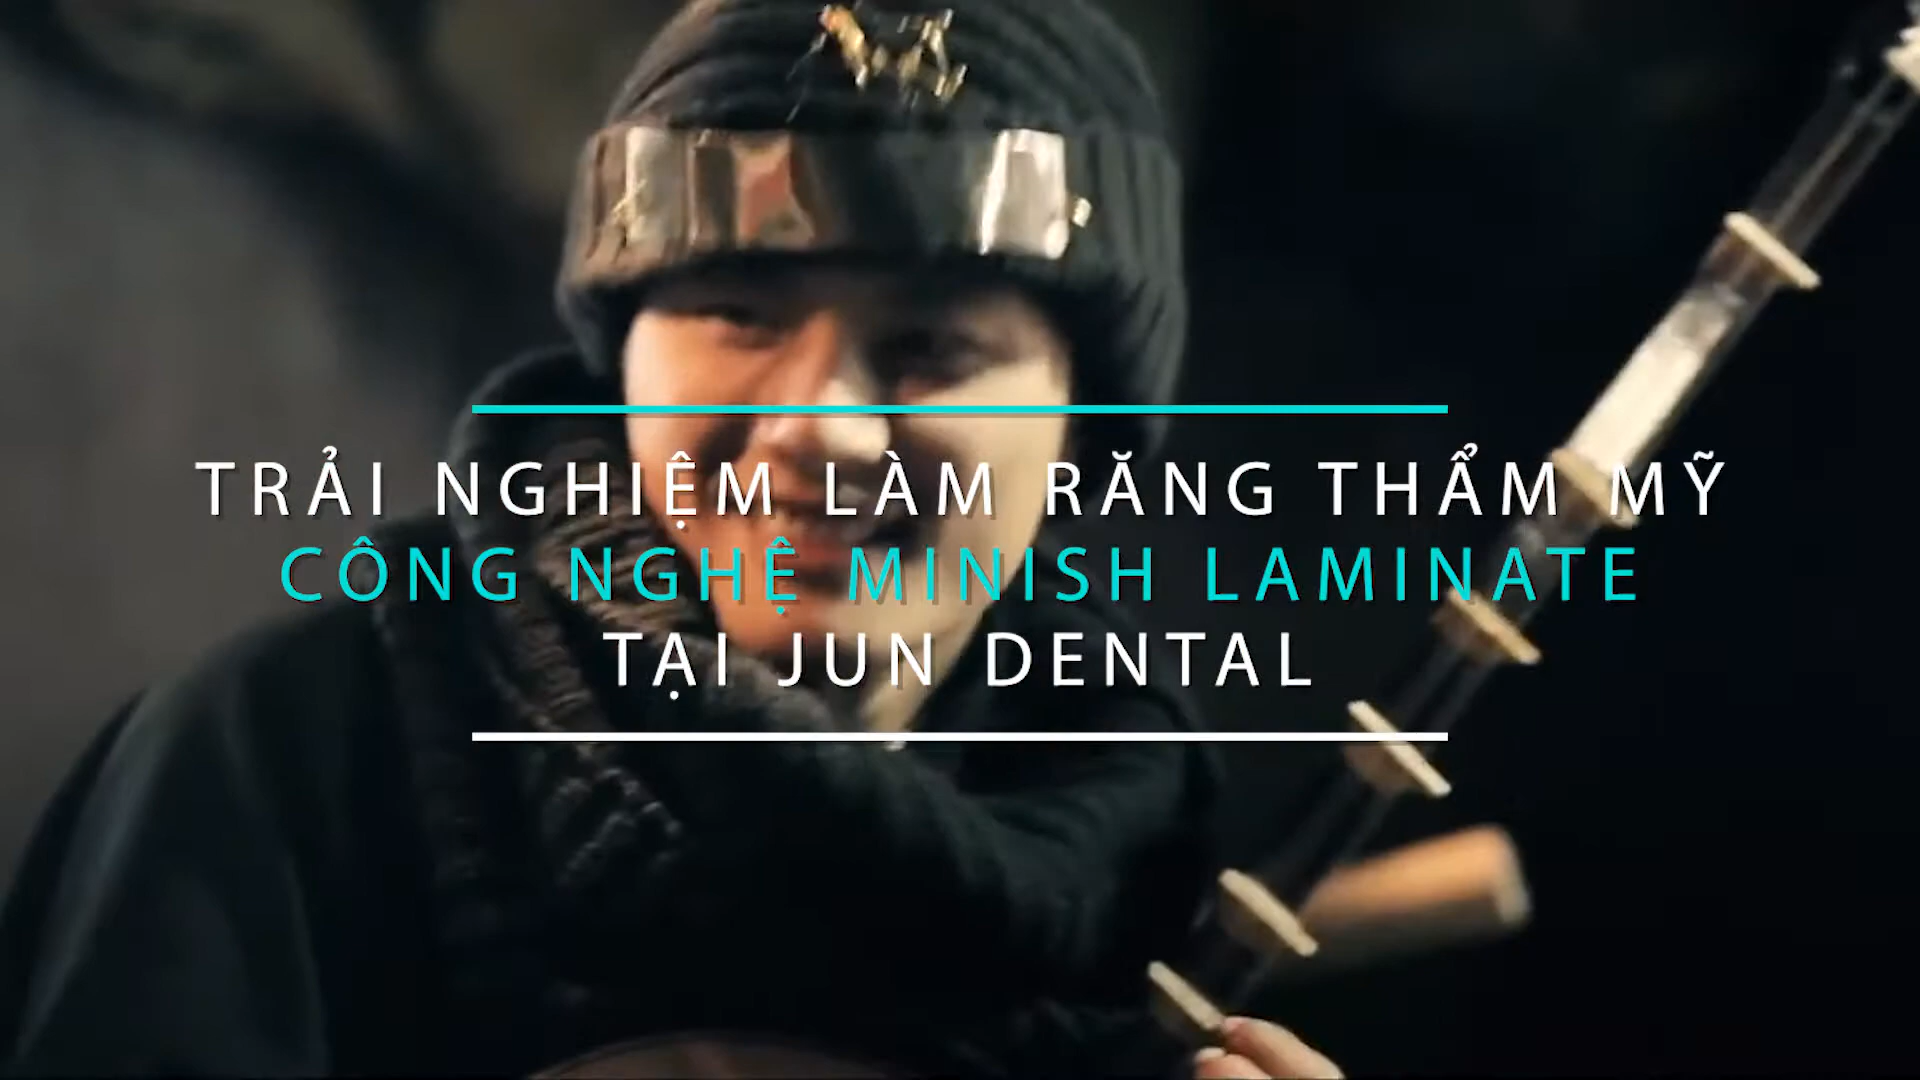 TRẢI NGHIỆM LÀM RĂNG THẨM MỸ
CÔNG NGHỆ MINISH LAMINATE
TẠI JUN DENTAL